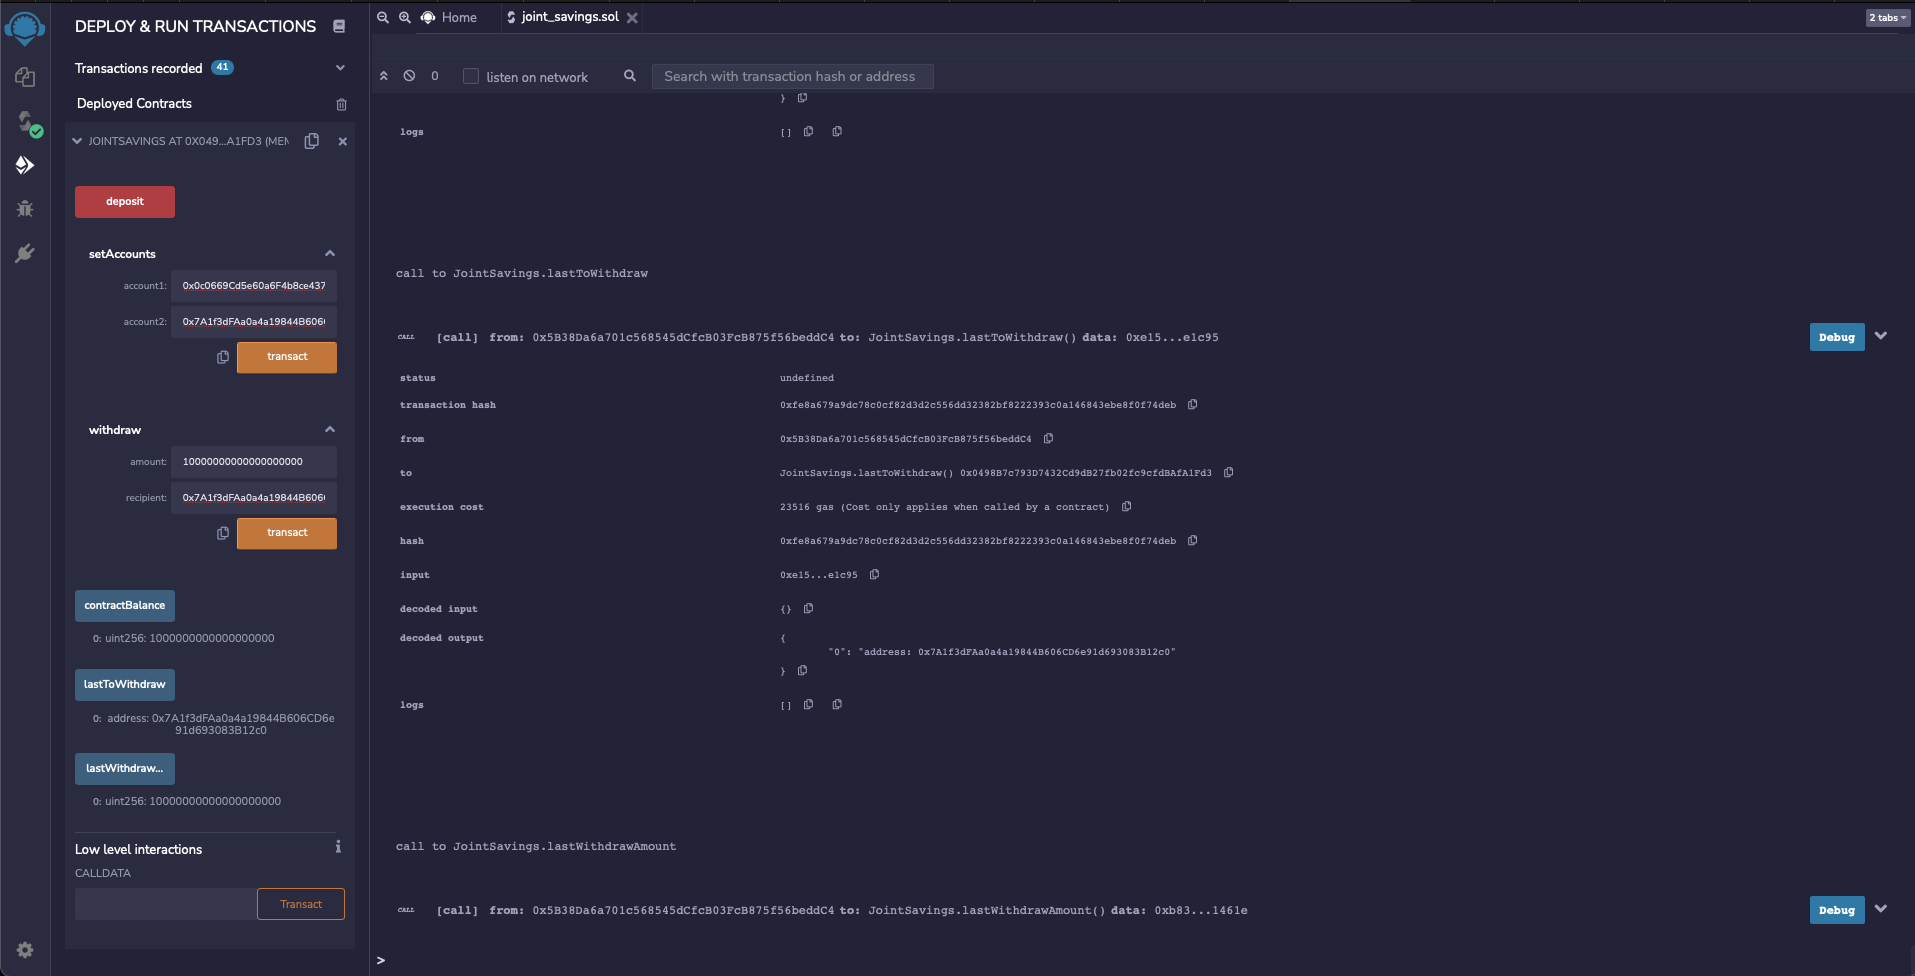 DEPLOY & RUN TRANSACTIONS
Transactions recorded 41
Deployed Contracts
JOINTSAVINGS AT 0X049...A1FD3 (MEM
deposit
setAccounts
account1: 0x0c0669Cd5e60a6F4b8ce437
account2: 0x7A1f3dFAa0a4a19844B606
transact
withdraw
amount: 10000000000000000000
recipient: 0x7A1f3dFAa0a4a19844B606
transact
contractBalance
0: uint256: 1000000000000000000
lastToWithdraw
0: address: 0x7A1f3dFAa0a4a19844B606CD6e
91d693083B12c0
lastWithdraw...
0: uint256: 10000000000000000000
Low level interactions
i
CALLDATA
Transact
Home
joint_savings.sol
2 tabs
0
listen on network
Search with transaction hash or address
}
logs [ ]
call to JointSavings.lastToWithdraw
CALL [call] from: 0x5B38Da6a701c568545dCfcB03FcB875f56beddC4 to: JointSavings.lastToWithdraw() data: 0xe15...e1c95
Debug
status undefined
transaction hash 0xfe8a679a9dc78c0cf82d3d2c556dd32382bf8222393c0a146843ebe8f0f74deb
from 0x5B38Da6a701c568545dCfcB03FcB875f56beddC4
to JointSavings.lastToWithdraw() 0x0498B7c793D7432Cd9dB27fb02fc9cfdBAfA1Fd3
execution cost 23516 gas (Cost only applies when called by a contract)
hash 0xfe8a679a9dc78c0cf82d3d2c556dd32382bf8222393c0a146843ebe8f0f74deb
input 0xe15...e1c95
decoded input {}
decoded output {
"0": "address: 0x7A1f3dFAa0a4a19844B606CD6e91d693083B12c0"
}
logs [ ]
call to JointSavings.lastWithdrawAmount
CALL [call] from: 0x5B38Da6a701c568545dCfcB03FcB875f56beddC4 to: JointSavings.lastWithdrawAmount() data: 0xb83...1461e
Debug
>